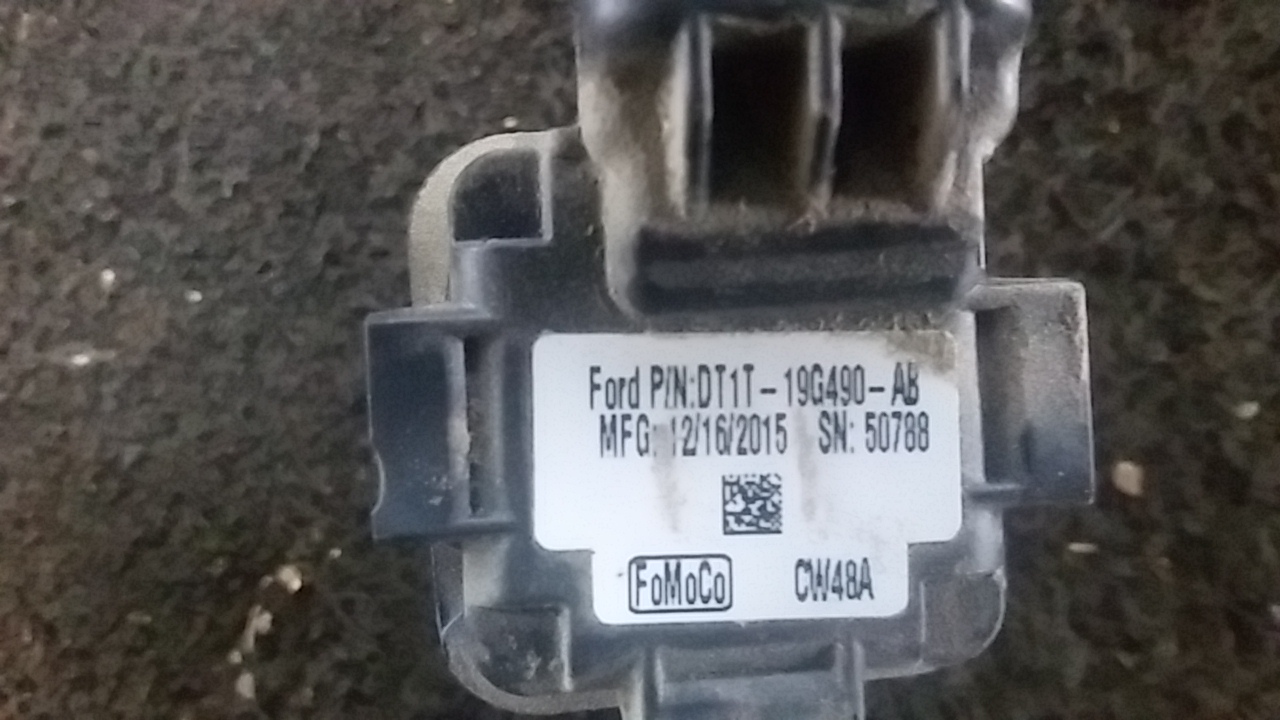 Ford P/N:DT1T-19G490-AB
MFG: 12/16/2015 SN: 50788
FoMoCo CW48A